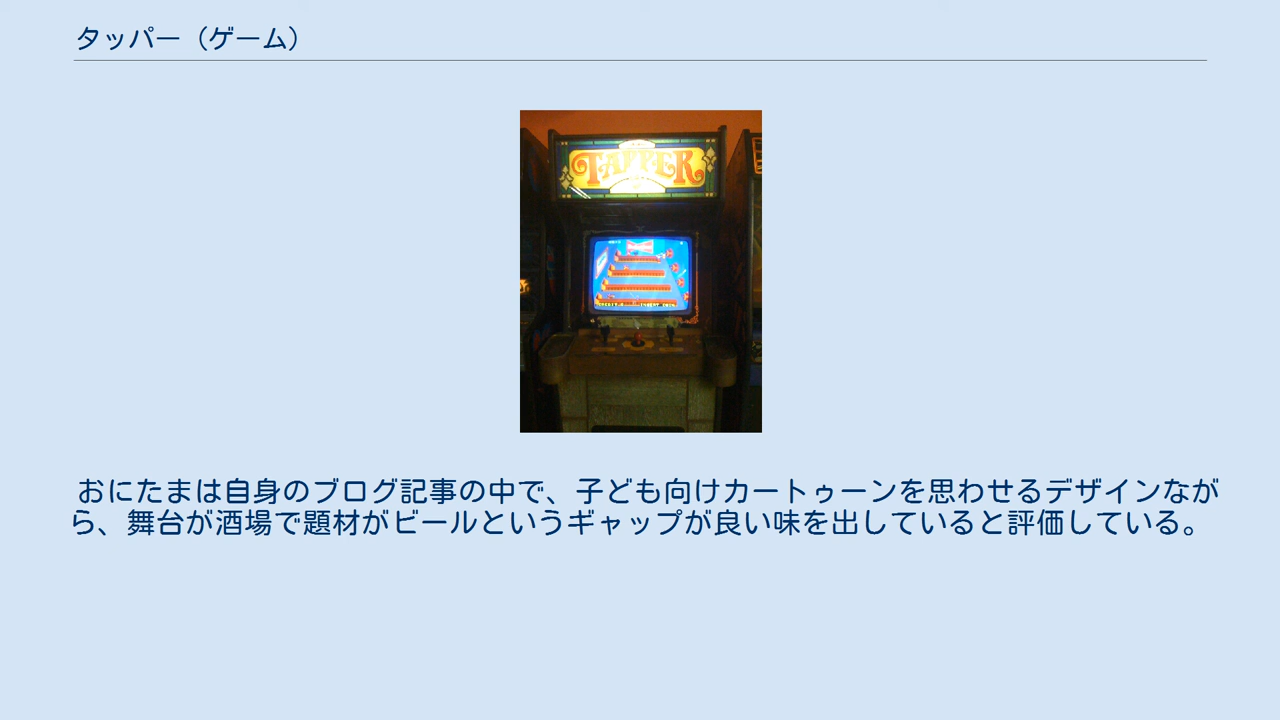 タッパー（ゲーム）
TAPPER
おにたまは自身のブログ記事の中で、子ども向けカートゥーンを思わせるデザインなが
ら、舞台が酒場で題材がビールというギャップが良い味を出していると評価している。